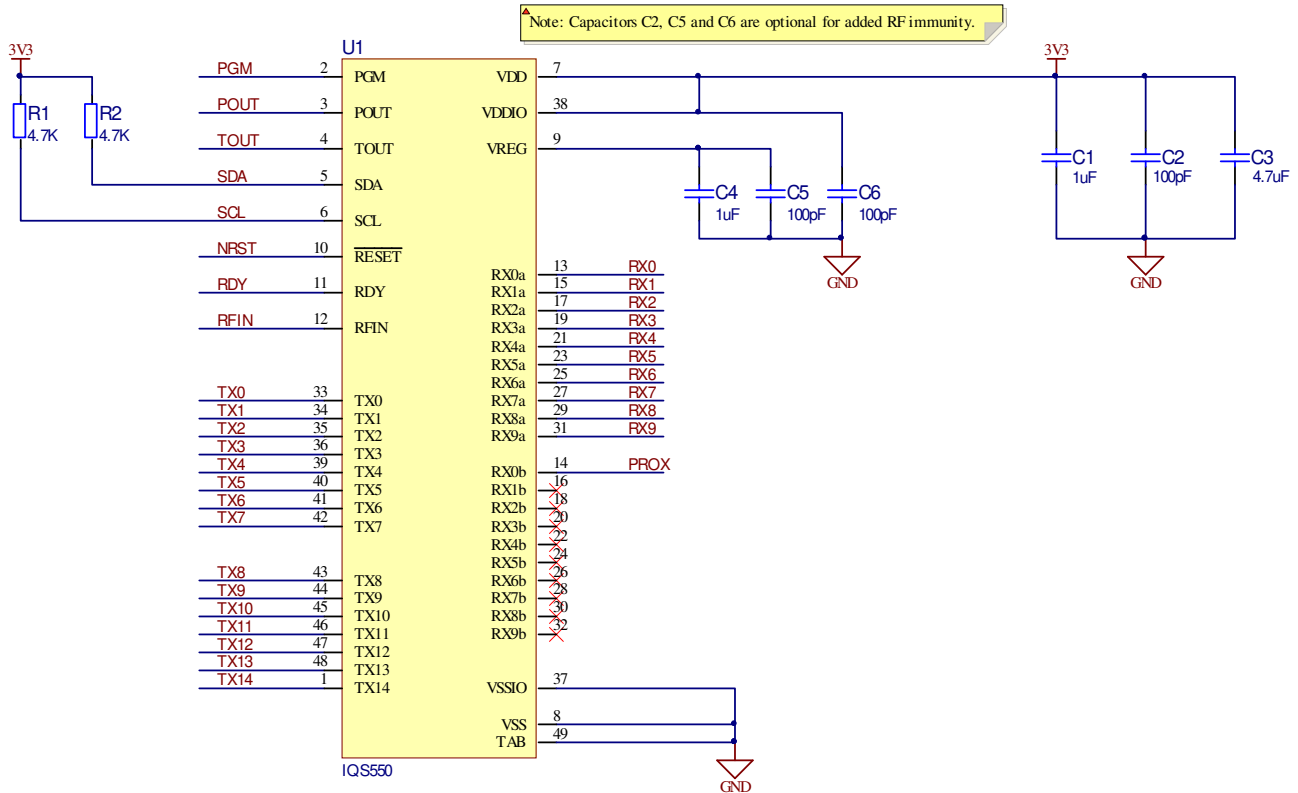 Note: Capacitors C2, C5 and C6 are optional for added RF immunity.
3V3
R1
4.7K
R2
4.7K
U1
PGM 2 PGM
POUT 3 POUT
TOUT 4 TOUT
SDA 5 SDA
SCL 6 SCL
NRST 10 RESET
RDY 11 RDY
RFIN 12 RFIN
TX0 33 TX0
TX1 34 TX1
TX2 35 TX2
TX3 36 TX3
TX4 39 TX4
TX5 40 TX5
TX6 41 TX6
TX7 42 TX7
TX8 43 TX8
TX9 44 TX9
TX10 45 TX10
TX11 46 TX11
TX12 47 TX12
TX13 48 TX13
TX14 1 TX14
VDD 7
VDDIO 38
VREG 9
RX0a 13 RX0
RX1a 15 RX1
RX2a 17 RX2
RX3a 19 RX3
RX4a 21 RX4
RX5a 23 RX5
RX6a 25 RX6
RX7a 27 RX7
RX8a 29 RX8
RX9a 31 RX9
RX0b 14 PROX
RX1b 16
RX2b 18
RX3b 20
RX4b 22
RX5b 24
RX6b 26
RX7b 28
RX8b 30
RX9b 32
VSSIO 37
VSS 8
TAB 49
IQS550
C4
1uF
C5
100pF
C6
100pF
GND
3V3
C1
1uF
C2
100pF
C3
4.7uF
GND
GND